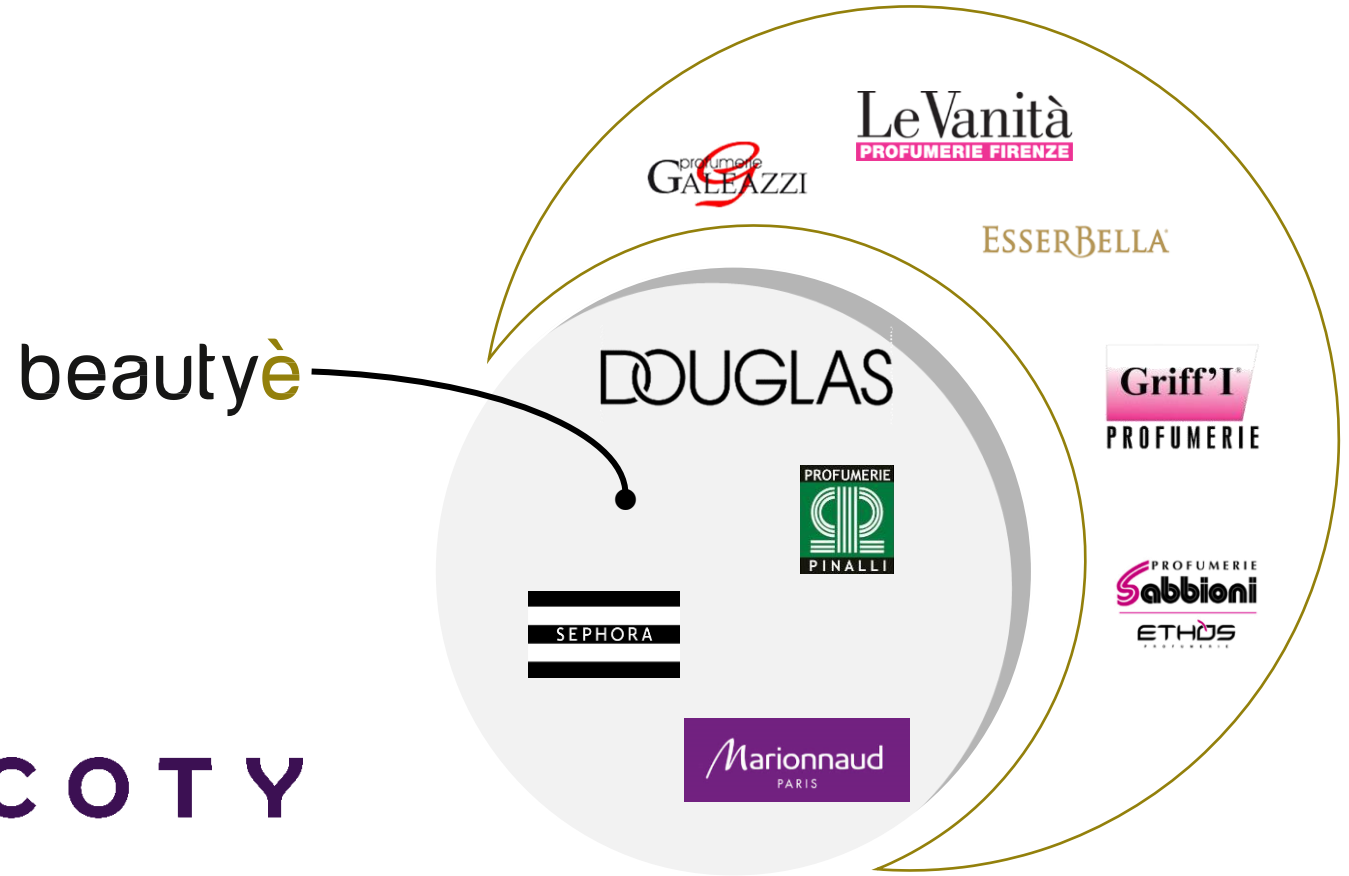 Le Vanità
PROFUMERIE FIRENZE
profumerie
GALEAZZI
ESSERBELLA
beautyè
DOUGLAS
Griff'I®
PROFUMERIE
PROFUMERIE
PINALLI
PROFUMERIE
Sabbioni
ETHOS
PROFUMERIE
SEPHORA
Marionnaud
PARIS
COTY